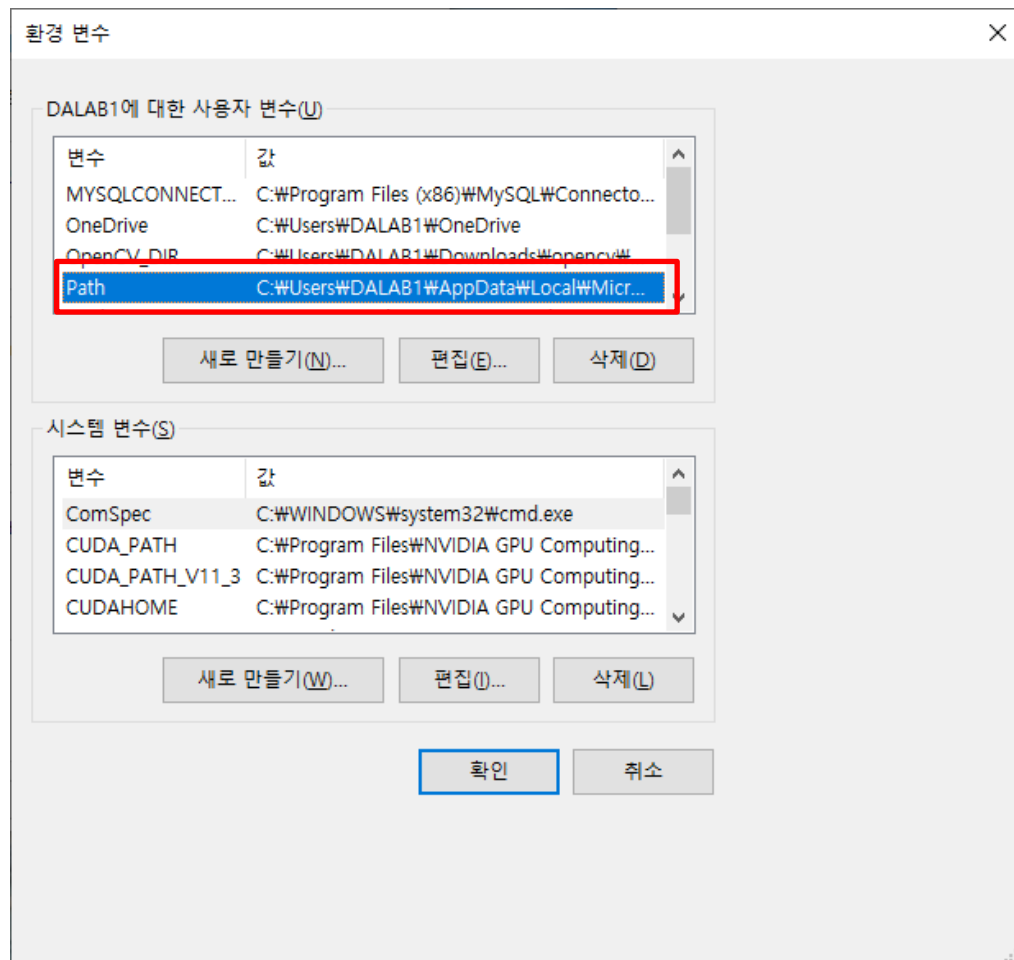 환경 변수
DALAB1에 대한 사용자 변수(U)
변수 값
MYSQLCONNECT... C:₩Program Files (x86)₩MySQL₩Connecto...
OneDrive C:₩Users₩DALAB1₩OneDrive
OpenCV_DIR C:₩Users₩DALAB1₩Downloads₩opencv₩...
Path C:₩Users₩DALAB1₩AppData₩Local₩Micr...
새로 만들기(N)... 편집(E)... 삭제(D)
시스템 변수(S)
변수 값
ComSpec C:₩WINDOWS₩system32₩cmd.exe
CUDA_PATH C:₩Program Files₩NVIDIA GPU Computing...
CUDA_PATH_V11_3 C:₩Program Files₩NVIDIA GPU Computing...
CUDAHOME C:₩Program Files₩NVIDIA GPU Computing...
새로 만들기(W)... 편집(I)... 삭제(L)
확인 취소